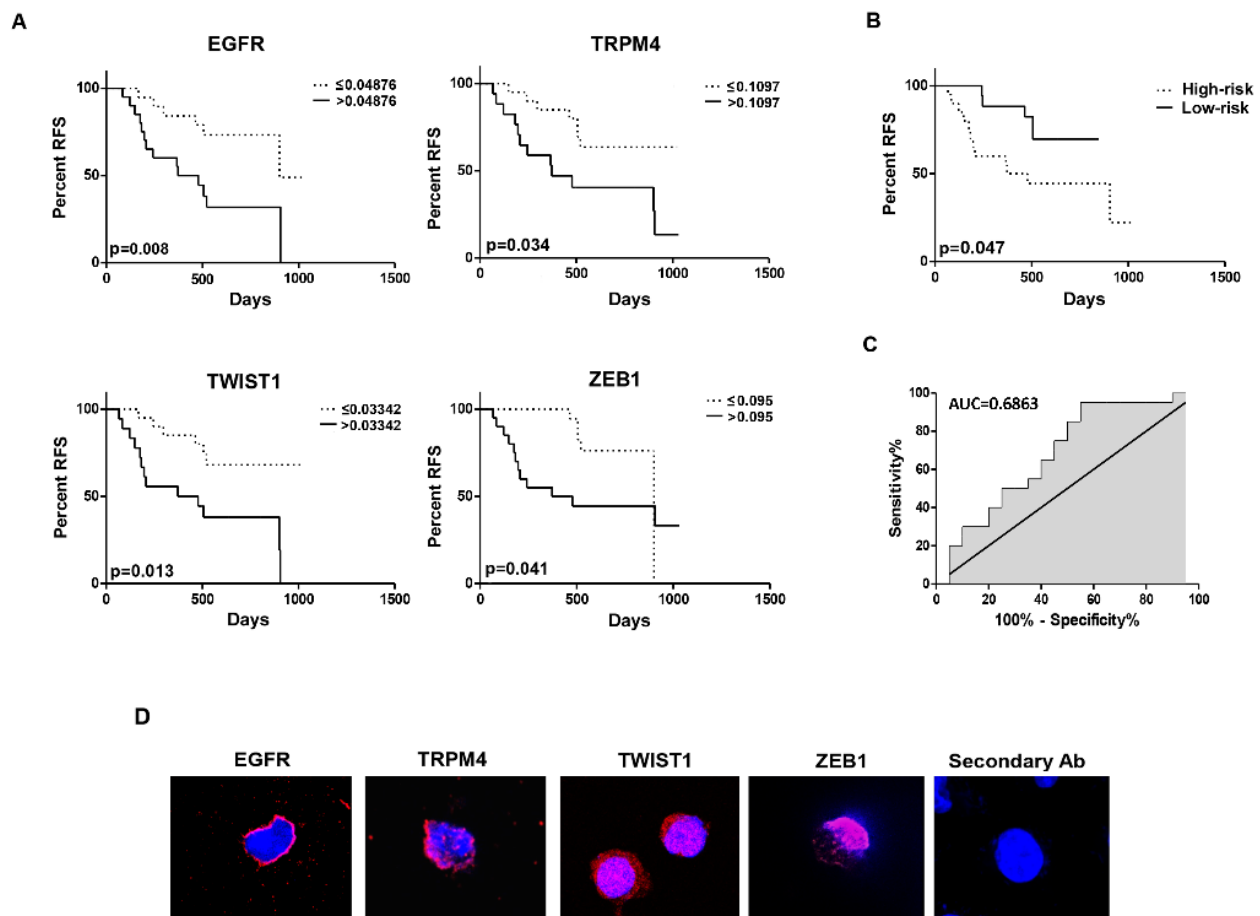 A
EGFR
≤0.04876
>0.04876
Percent RFS
100
50
0
p=0.008
0 500 1000 1500
Days
TRPM4
≤0.1097
>0.1097
Percent RFS
100
50
0
p=0.034
0 500 1000 1500
Days
TWIST1
≤0.03342
>0.03342
Percent RFS
100
50
0
p=0.013
0 500 1000 1500
Days
ZEB1
≤0.095
>0.095
Percent RFS
100
50
0
p=0.041
0 500 1000 1500
Days
B
High-risk
Low-risk
Percent RFS
100
50
0
p=0.047
0 500 1000 1500
Days
C
AUC=0.6863
Sensitivity%
100
80
60
40
20
0
0 20 40 60 80 100
100% - Specificity%
D
EGFR
TRPM4
TWIST1
ZEB1
Secondary Ab